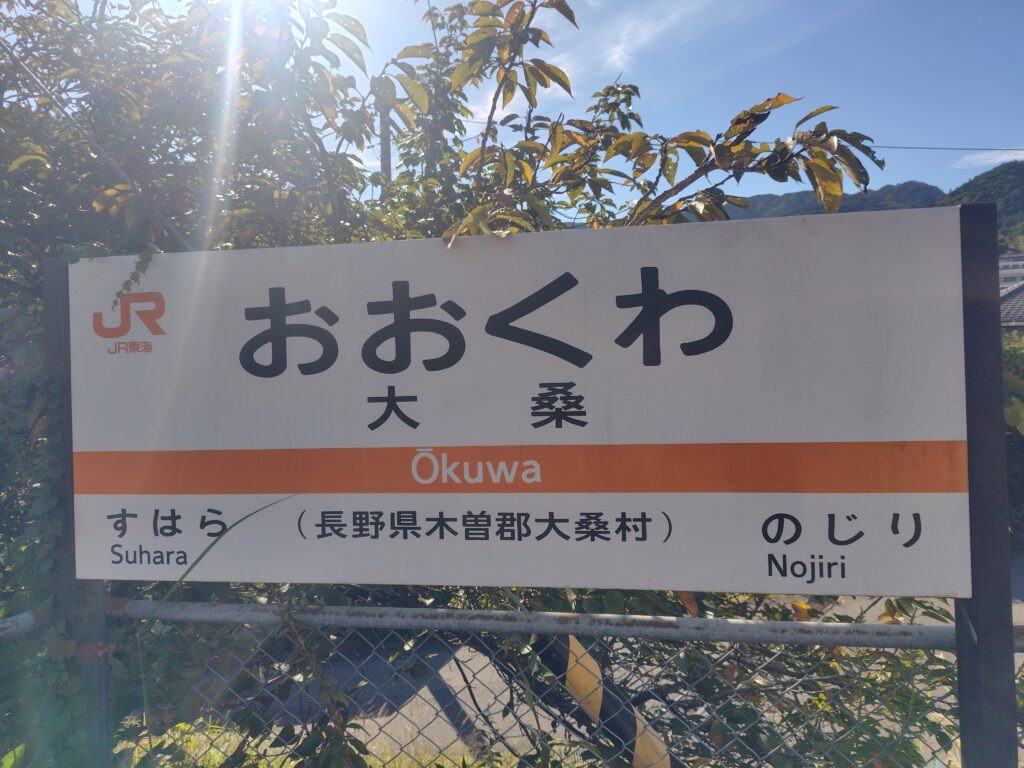 JR
JR東海
おおくわ
大桑
Ōkuwa
すはら (長野県木曽郡大桑村) のじり
Suhara Nojiri